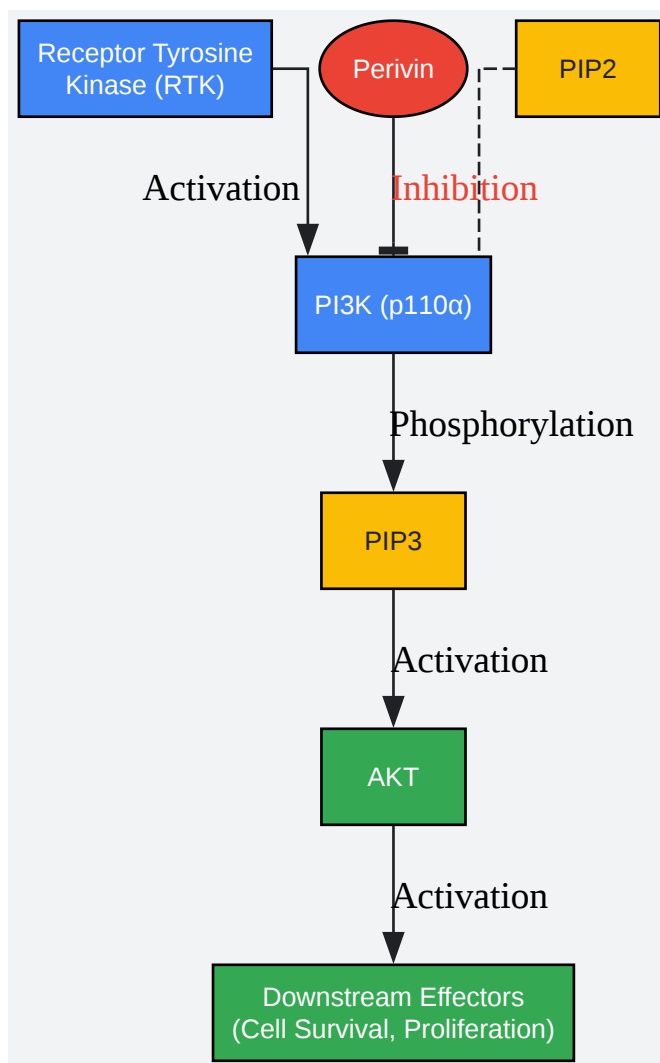 Receptor Tyrosine
Kinase (RTK)
Perivin
PIP2
Activation
Inhibition
PI3K (p110α)
Phosphorylation
PIP3
Activation
AKT
Activation
Downstream Effectors
(Cell Survival, Proliferation)